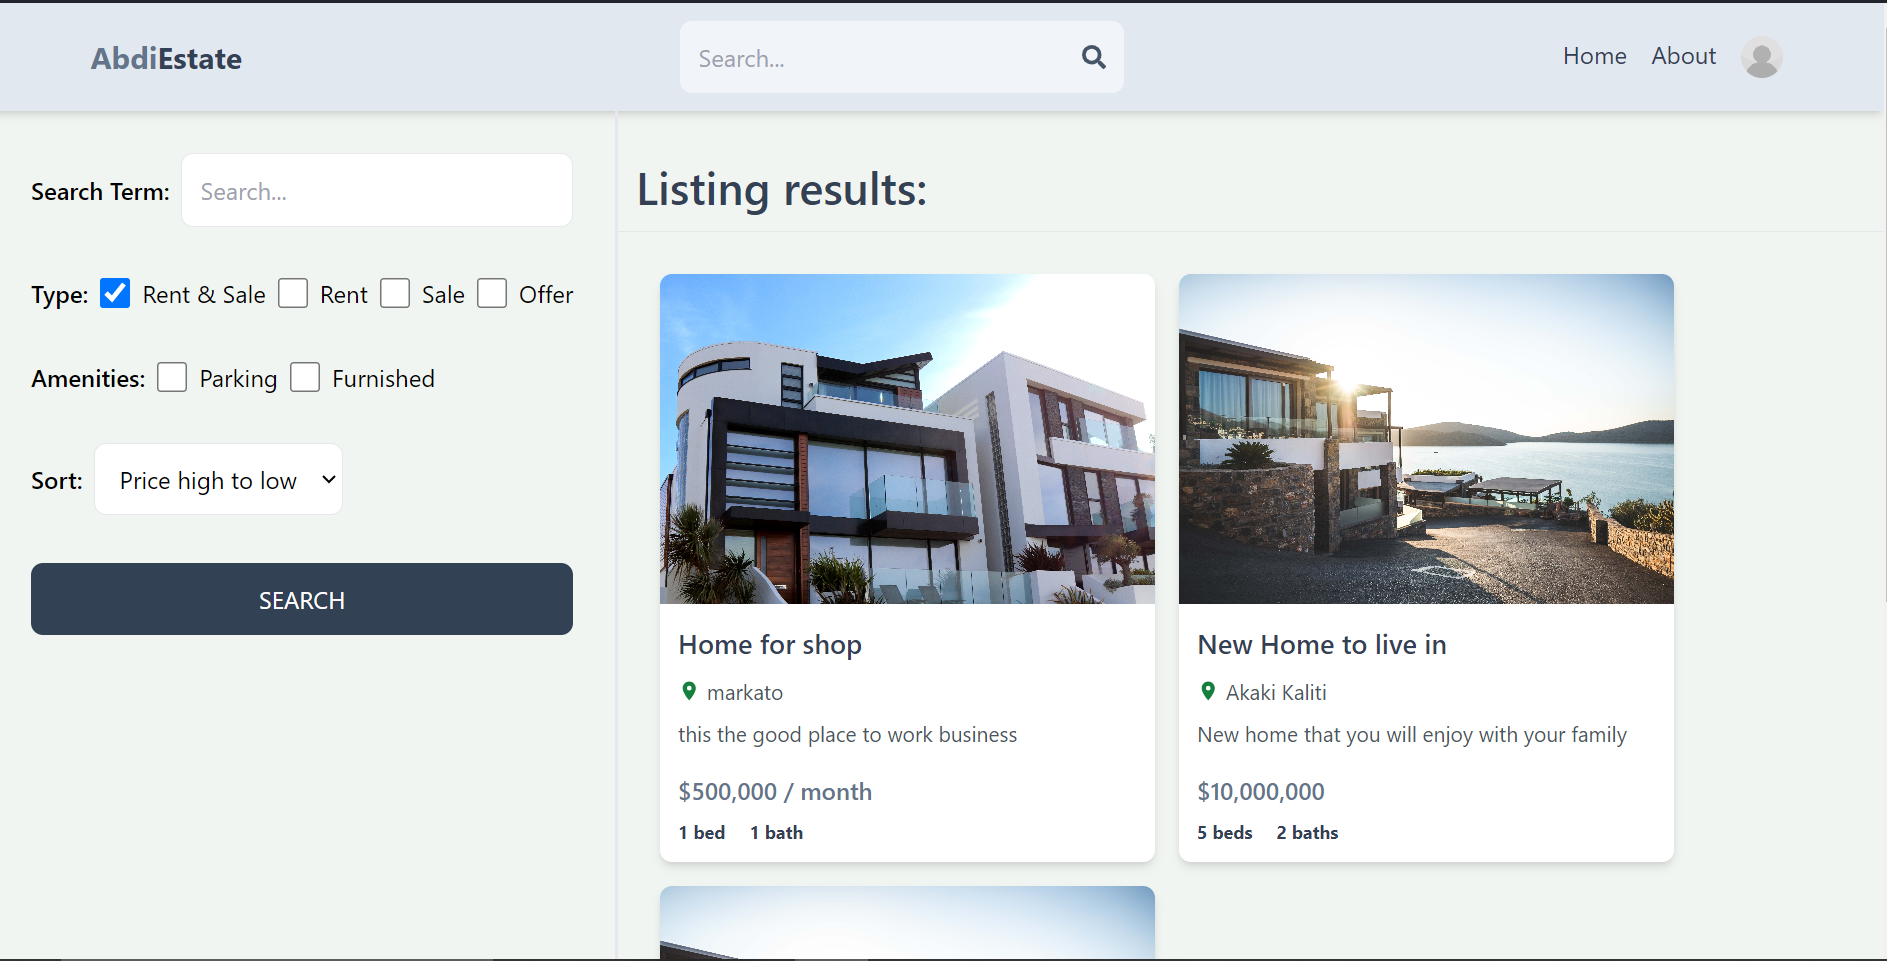 AbdiEstate
Search...
Home About
Search Term: Search...
Type: Rent & Sale Rent Sale Offer
Amenities: Parking Furnished
Sort: Price high to low
SEARCH
Listing results:
Home for shop
markato
this the good place to work business
$500,000 / month
1 bed 1 bath
New Home to live in
Akaki Kaliti
New home that you will enjoy with your family
$10,000,000
5 beds 2 baths